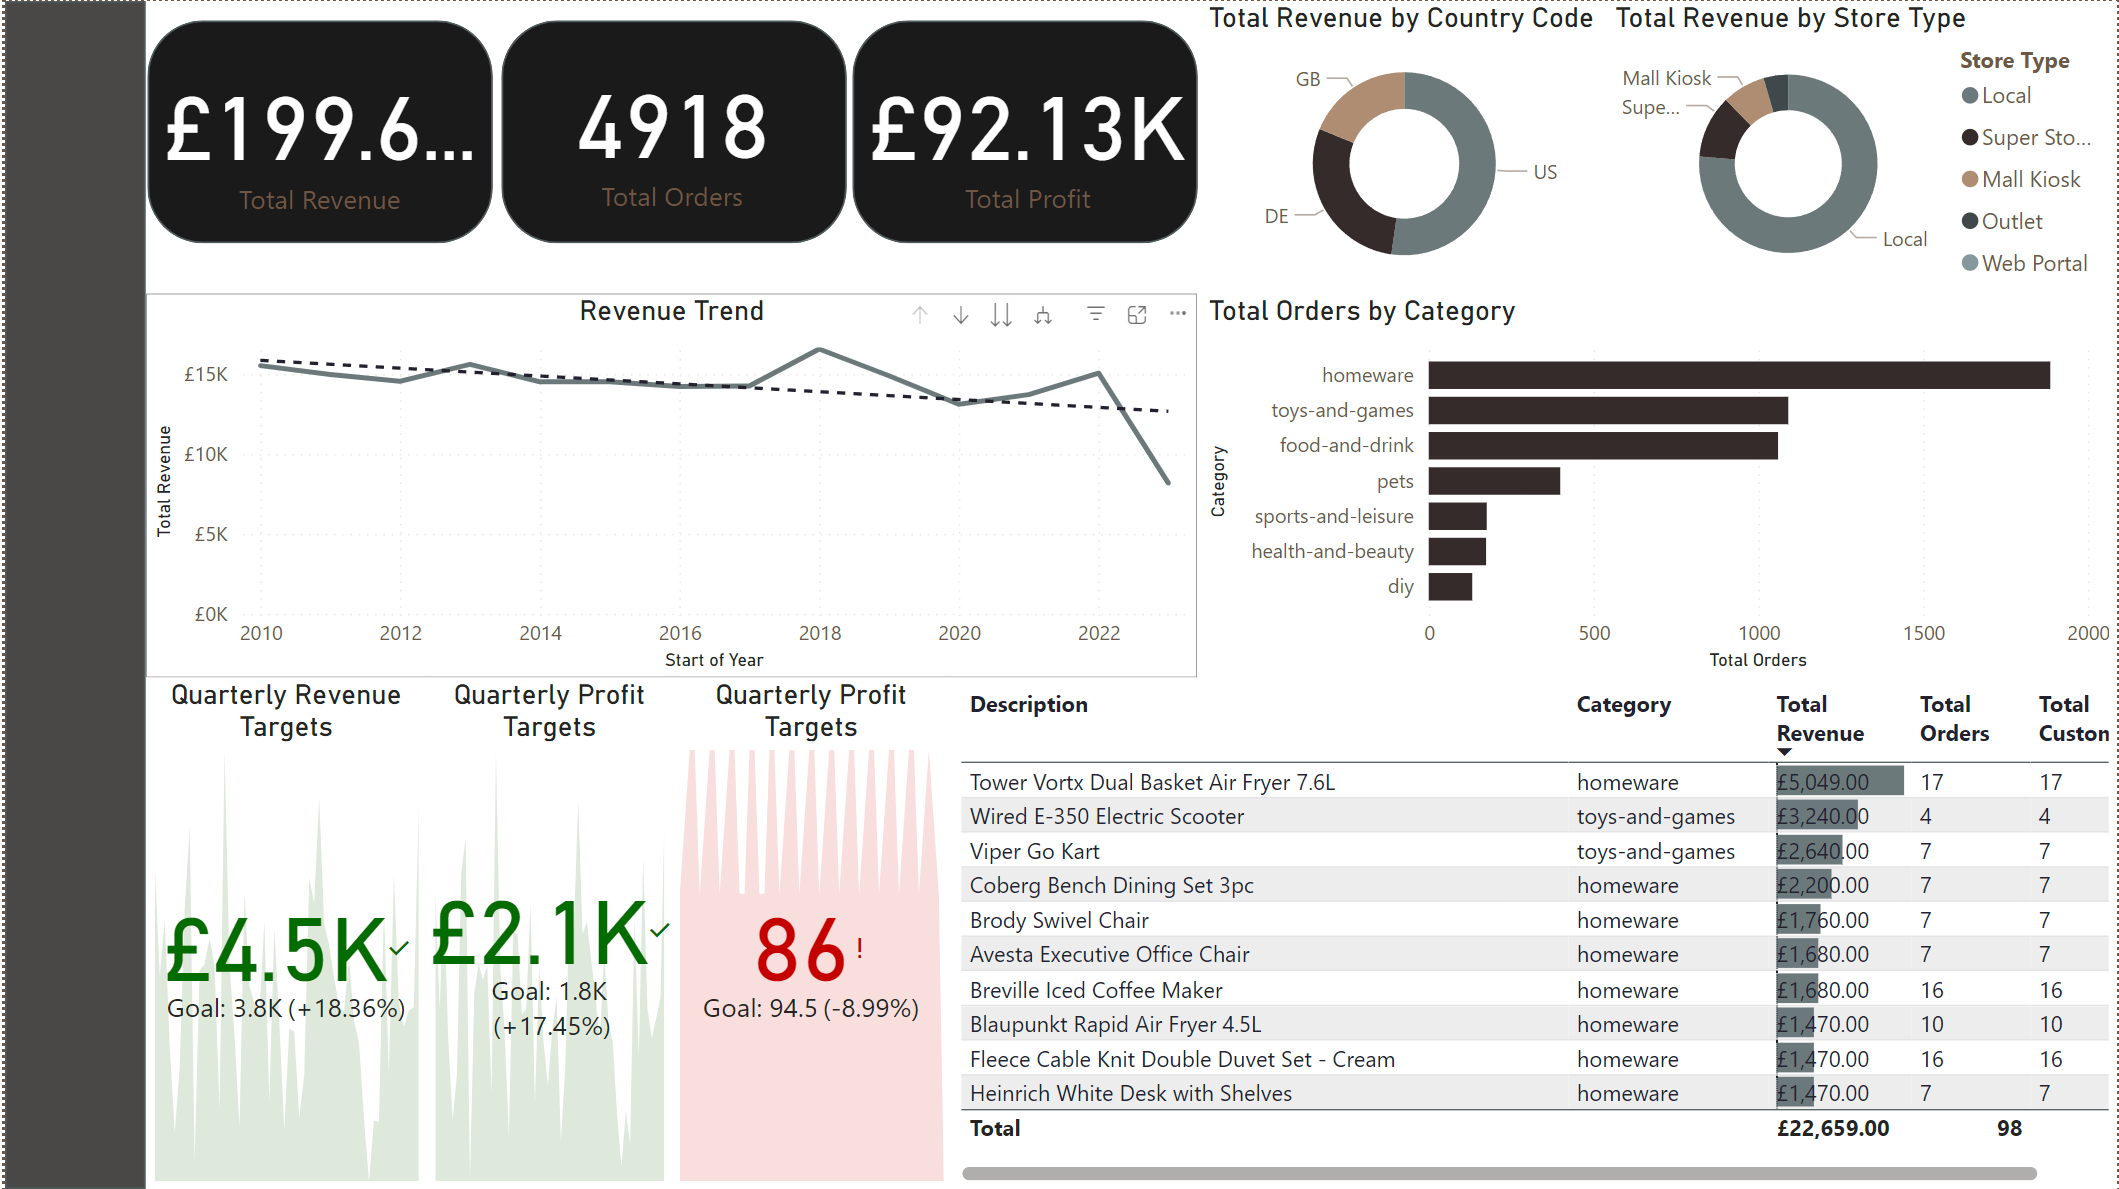 £199.6...
Total Revenue
4918
Total Orders
£92.13K
Total Profit
Total Revenue by Country Code
GB
DE
US
Total Revenue by Store Type
Mall Kiosk
Supe...
Local
Store Type
Local
Super Sto...
Mall Kiosk
Outlet
Web Portal
Revenue Trend
Total Revenue
£15K
£10K
£5K
£0K
2010 2012 2014 2016 2018 2020 2022
Start of Year
Total Orders by Category
Category
homeware
toys-and-games
food-and-drink
pets
sports-and-leisure
health-and-beauty
diy
0 500 1000 1500 2000
Total Orders
Quarterly Revenue
Targets
£4.5K
Goal: 3.8K (+18.36%)
Quarterly Profit
Targets
£2.1K
Goal: 1.8K
(+17.45%)
Quarterly Profit
Targets
86 !
Goal: 94.5 (-8.99%)
Description Category Total Revenue Total Orders Total Custon
Tower Vortx Dual Basket Air Fryer 7.6L homeware £5,049.00 17 17
Wired E-350 Electric Scooter toys-and-games £3,240.00 4 4
Viper Go Kart toys-and-games £2,640.00 7 7
Coberg Bench Dining Set 3pc homeware £2,200.00 7 7
Brody Swivel Chair homeware £1,760.00 7 7
Avesta Executive Office Chair homeware £1,680.00 7 7
Breville Iced Coffee Maker homeware £1,680.00 16 16
Blaupunkt Rapid Air Fryer 4.5L homeware £1,470.00 10 10
Fleece Cable Knit Double Duvet Set - Cream homeware £1,470.00 16 16
Heinrich White Desk with Shelves homeware £1,470.00 7 7
Total £22,659.00 98